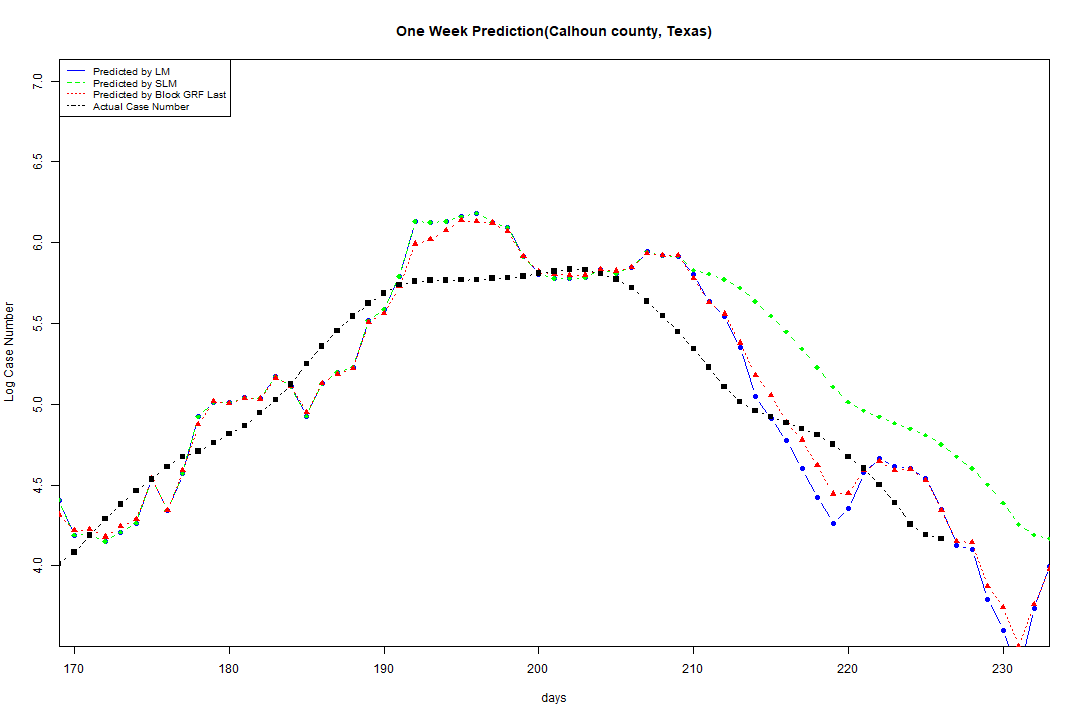 One Week Prediction(Calhoun county, Texas)
Predicted by LM
Predicted by SLM
Predicted by Block GRF Last
Actual Case Number
Log Case Number
7.0
6.5
6.0
5.5
5.0
4.5
4.0
170 180 190 200 210 220 230
days